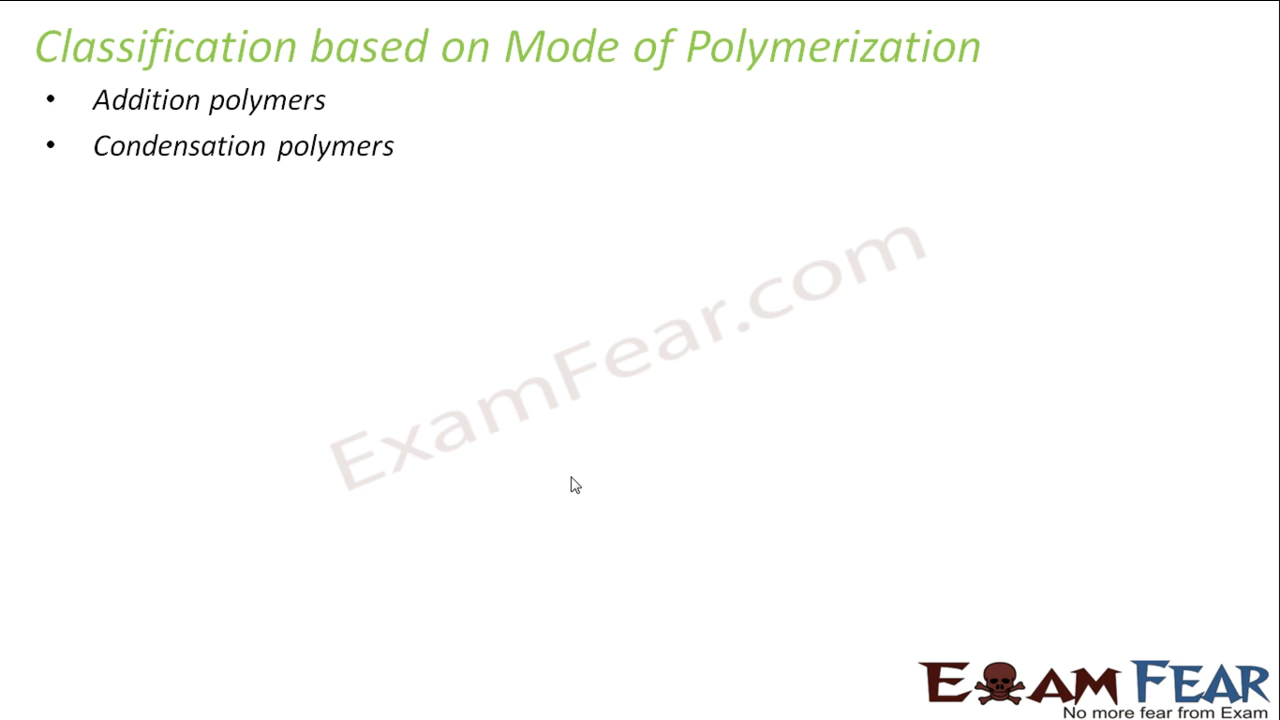 Classification based on Mode of Polymerization
• Addition polymers
• Condensation polymers
ExamFear.com
EXAM FEAR
No more fear from Exam